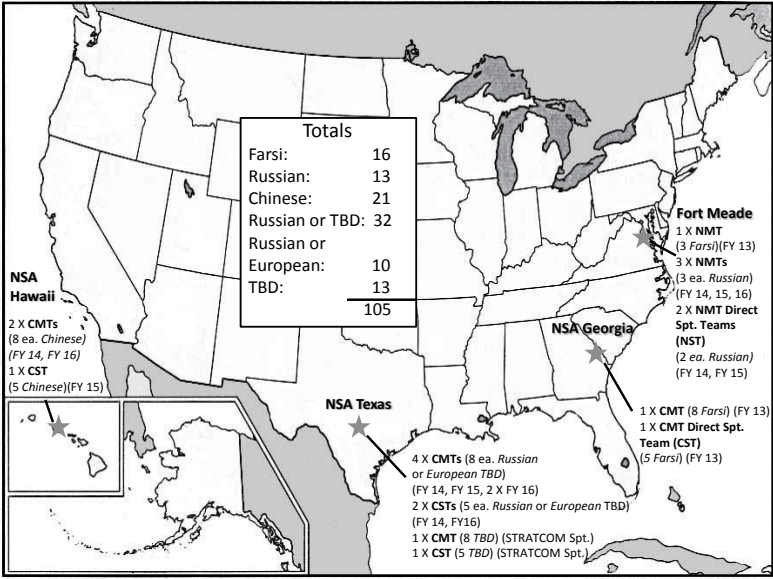 Totals
Farsi: 16
Russian: 13
Chinese: 21
Russian or TBD: 32
Russian or
European: 10
TBD: 13
105
NSA
Hawaii
2 X CMTs
(8 ea. Chinese)
(FY 14, FY 16)
1 X CST
(5 Chinese)(FY 15)
NSA Texas
4 X CMTs (8 ea. Russian
or European TBD)
(FY 14, FY 15, 2 X FY 16)
2 X CSTs (5 ea. Russian or European TBD)
(FY 14, FY16)
1 X CMT (8 TBD) (STRATCOM Spt.)
1 X CST (5 TBD) (STRATCOM Spt.)
NSA Georgia
1 X CMT (8 Farsi) (FY 13)
1 X CMT Direct Spt.
Team (CST)
(5 Farsi) (FY 13)
Fort Meade
1 X NMT
(3 Farsi)(FY 13)
3 X NMTs
(3 ea. Russian)
(FY 14, 15, 16)
2 X NMT Direct
Spt. Teams
(NST)
(2 ea. Russian)
(FY 14, FY 15)